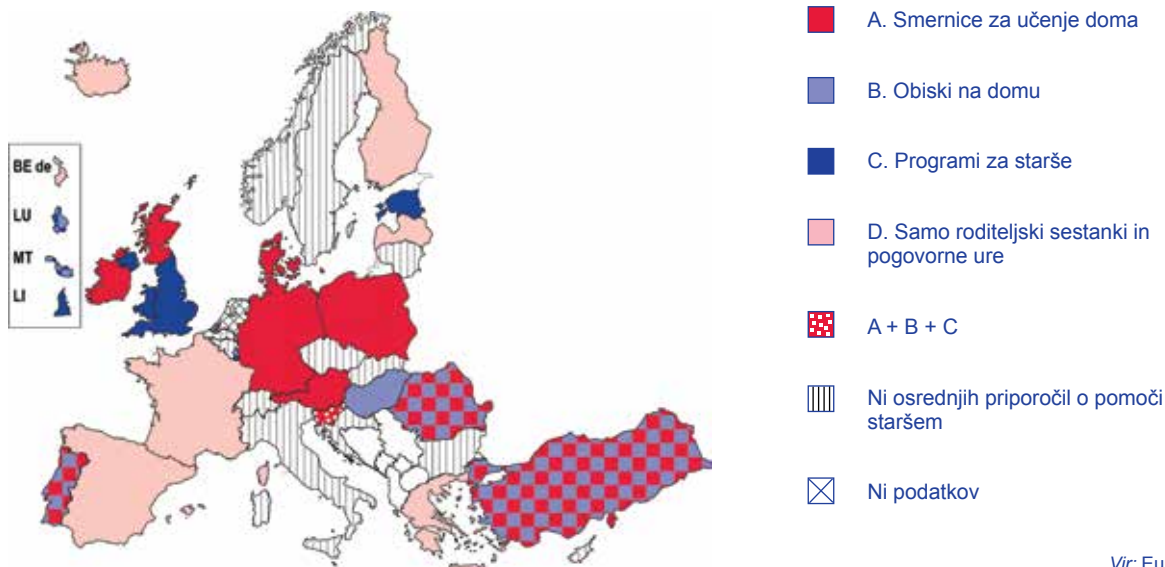 BE de
LU
MT
LI
A. Smernice za učenje doma
B. Obiski na domu
C. Programi za starše
D. Samo roditeljski sestanki in
pogovorne ure
A + B + C
Ni osrednjih priporočil o pomoči
staršem
Ni podatkov
Vir: Eu